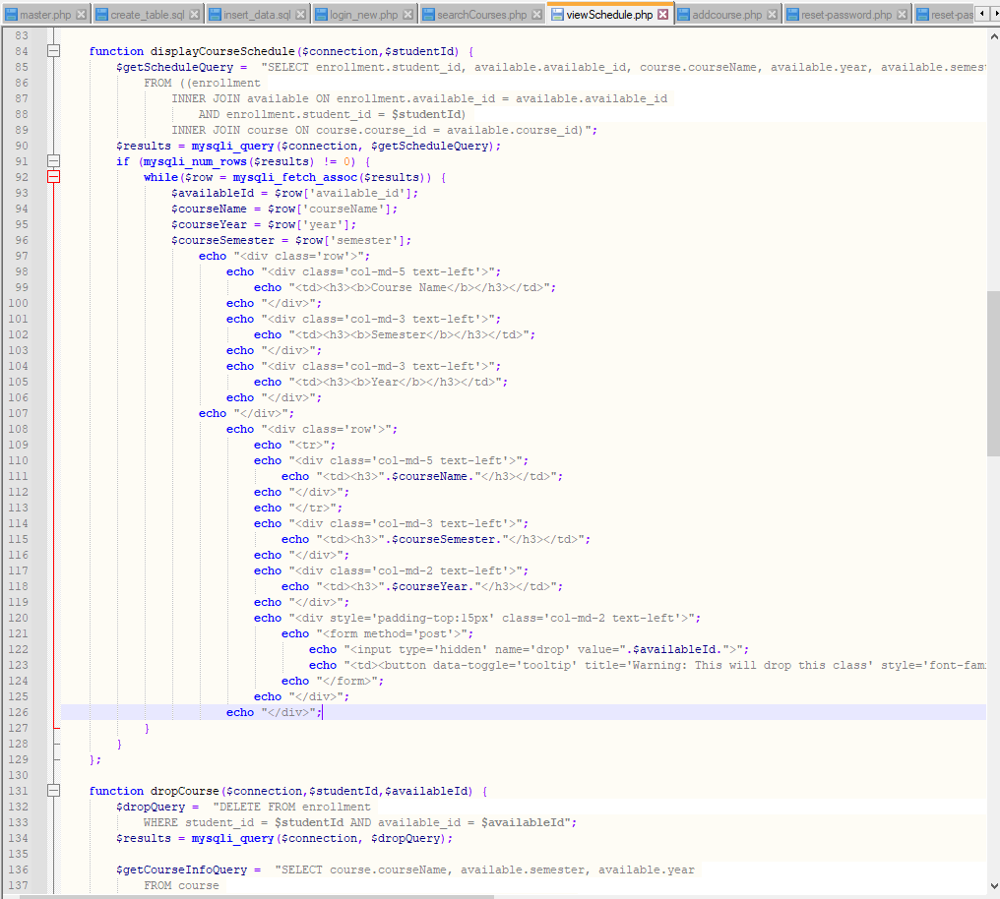 master.php create_table.sql insert_data.sql login_new.php searchCourses.php viewSchedule.php addcourse.php reset-password.php reset-pas
83
84 function displayCourseSchedule($connection,$studentId) {
85 $getScheduleQuery = "SELECT enrollment.student_id, available.available_id, course.courseName, available.year, available.semest
86 FROM ((enrollment
87 INNER JOIN available ON enrollment.available_id = available.available_id
88 AND enrollment.student_id = $studentId)
89 INNER JOIN course ON course.course_id = available.course_id)";
90 $results = mysqli_query($connection, $getScheduleQuery);
91 if (mysqli_num_rows($results) != 0) {
92 while($row = mysqli_fetch_assoc($results)) {
93 $availableId = $row['available_id'];
94 $courseName = $row['courseName'];
95 $courseYear = $row['year'];
96 $courseSemester = $row['semester'];
97 echo "<div class='row'>";
98 echo "<div class='col-md-5 text-left'>";
99 echo "<td><h3><b>Course Name</b></h3></td>";
100 echo "</div>";
101 echo "<div class='col-md-3 text-left'>";
102 echo "<td><h3><b>Semester</b></h3></td>";
103 echo "</div>";
104 echo "<div class='col-md-3 text-left'>";
105 echo "<td><h3><b>Year</b></h3></td>";
106 echo "</div>";
107 echo "</div>";
108 echo "<div class='row'>";
109 echo "<tr>";
110 echo "<div class='col-md-5 text-left'>";
111 echo "<td><h3>".$courseName."</h3></td>";
112 echo "</div>";
113 echo "</tr>";
114 echo "<div class='col-md-3 text-left'>";
115 echo "<td><h3>".$courseSemester."</h3></td>";
116 echo "</div>";
117 echo "<div class='col-md-2 text-left'>";
118 echo "<td><h3>".$courseYear."</h3></td>";
119 echo "</div>";
120 echo "<div style='padding-top:15px' class='col-md-2 text-left'>";
121 echo "<form method='post'>";
122 echo "<input type='hidden' name='drop' value=".$availableId.">";
123 echo "<td><button data-toggle='tooltip' title='Warning: This will drop this class' style='font-fam
124 echo "</form>";
125 echo "</div>";
126 echo "</div>";
127 }
128 }
129 };
130
131 function dropCourse($connection,$studentId,$availableId) {
132 $dropQuery = "DELETE FROM enrollment
133 WHERE student_id = $studentId AND available_id = $availableId";
134 $results = mysqli_query($connection, $dropQuery);
135
136 $getCourseInfoQuery = "SELECT course.courseName, available.semester, available.year
137 FROM course